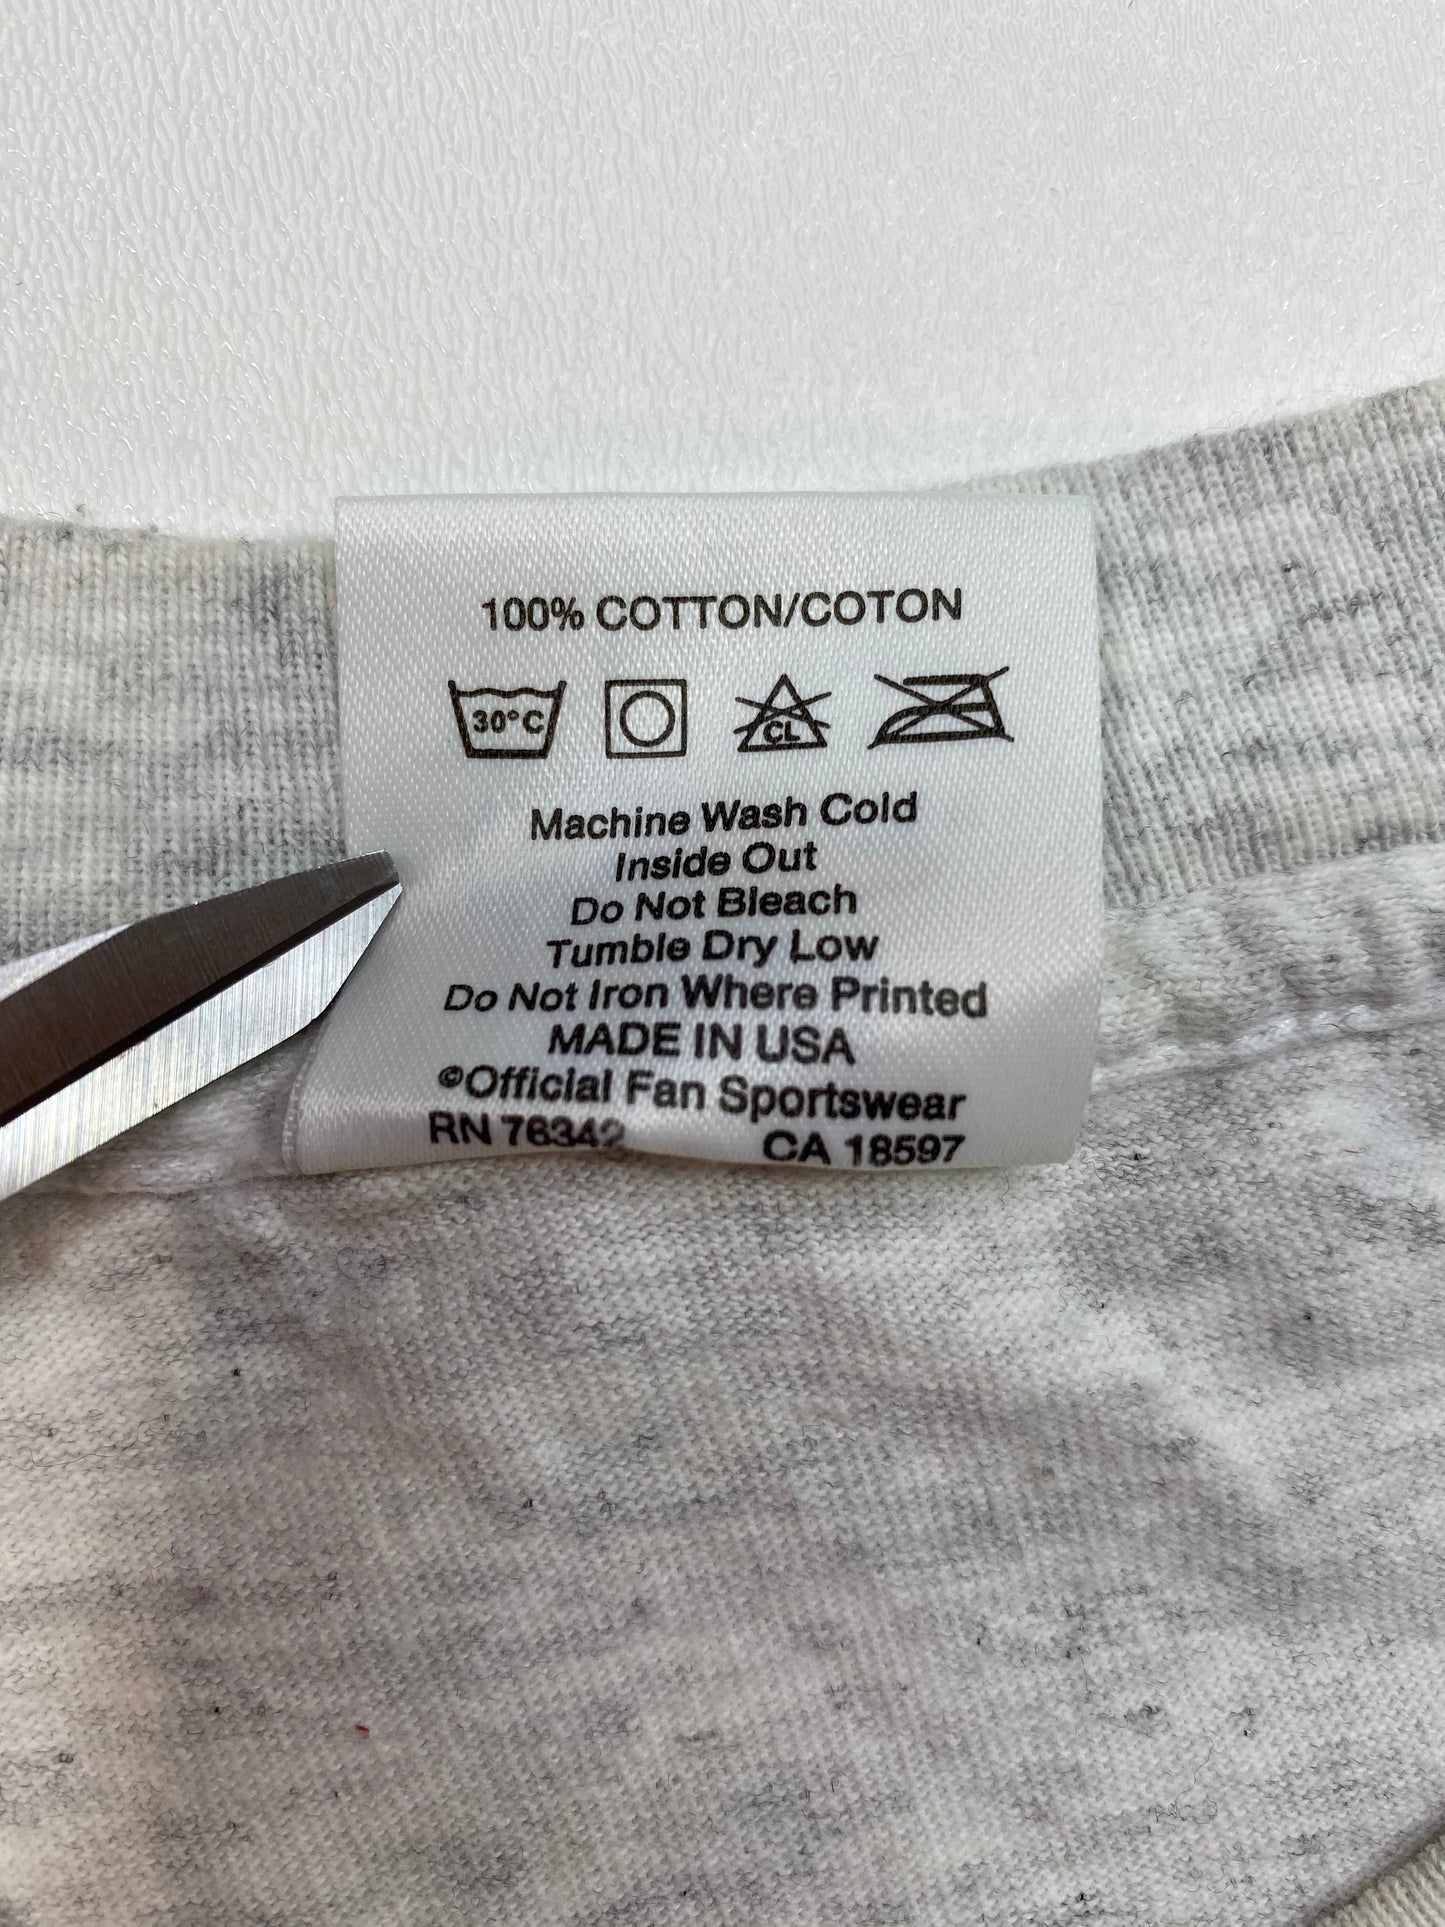 100% COTTON/COTON
30°C CL
Machine Wash Cold
Inside Out
Do Not Bleach
Tumble Dry Low
Do Not Iron Where Printed
MADE IN USA
©Official Fan Sportswear
RN 76342 CA 18597